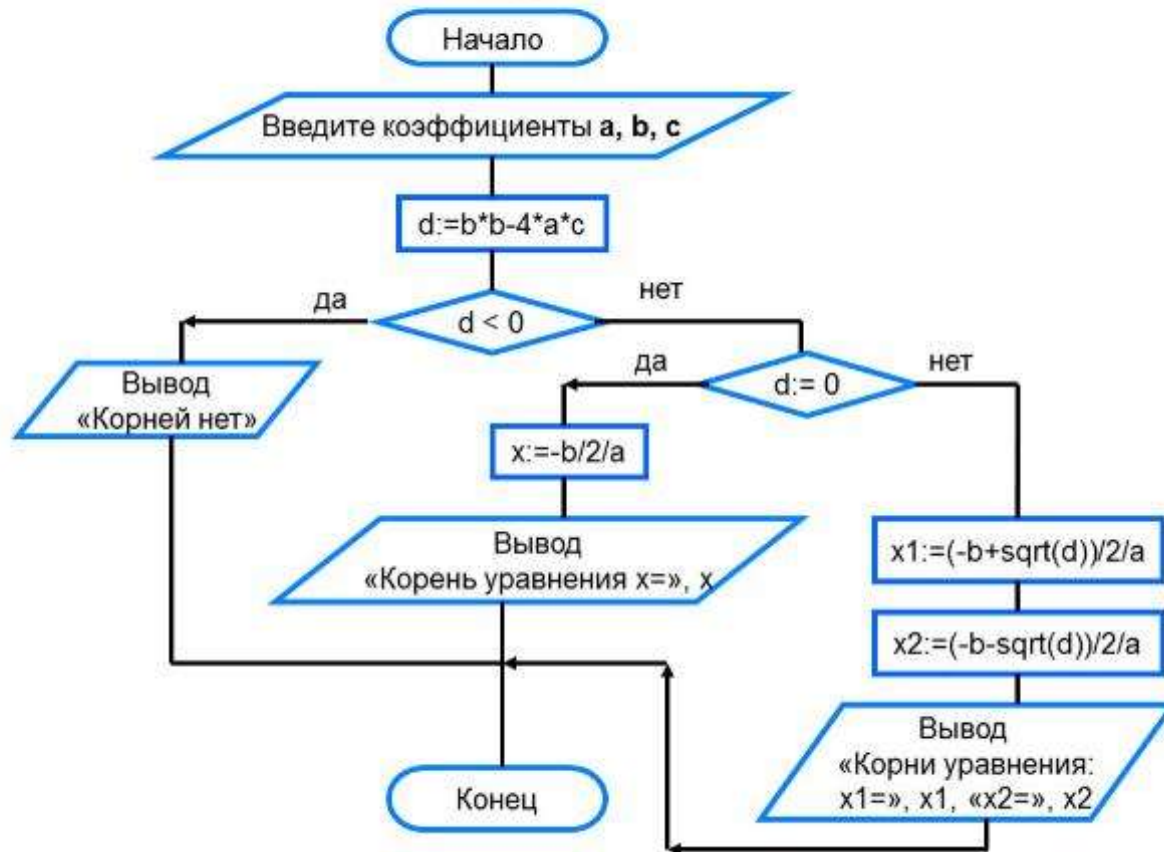 Начало
Введите коэффициенты a, b, c
d:=b*b-4*a*c
да
нет
d < 0
Вывод
«Корней нет»
да
нет
d:= 0
x:=-b/2/a
Вывод
«Корень уравнения x=», x
x1:=(-b+sqrt(d))/2/a
x2:=(-b-sqrt(d))/2/a
Вывод
«Корни уравнения:
x1=», x1, «x2=», x2
Конец